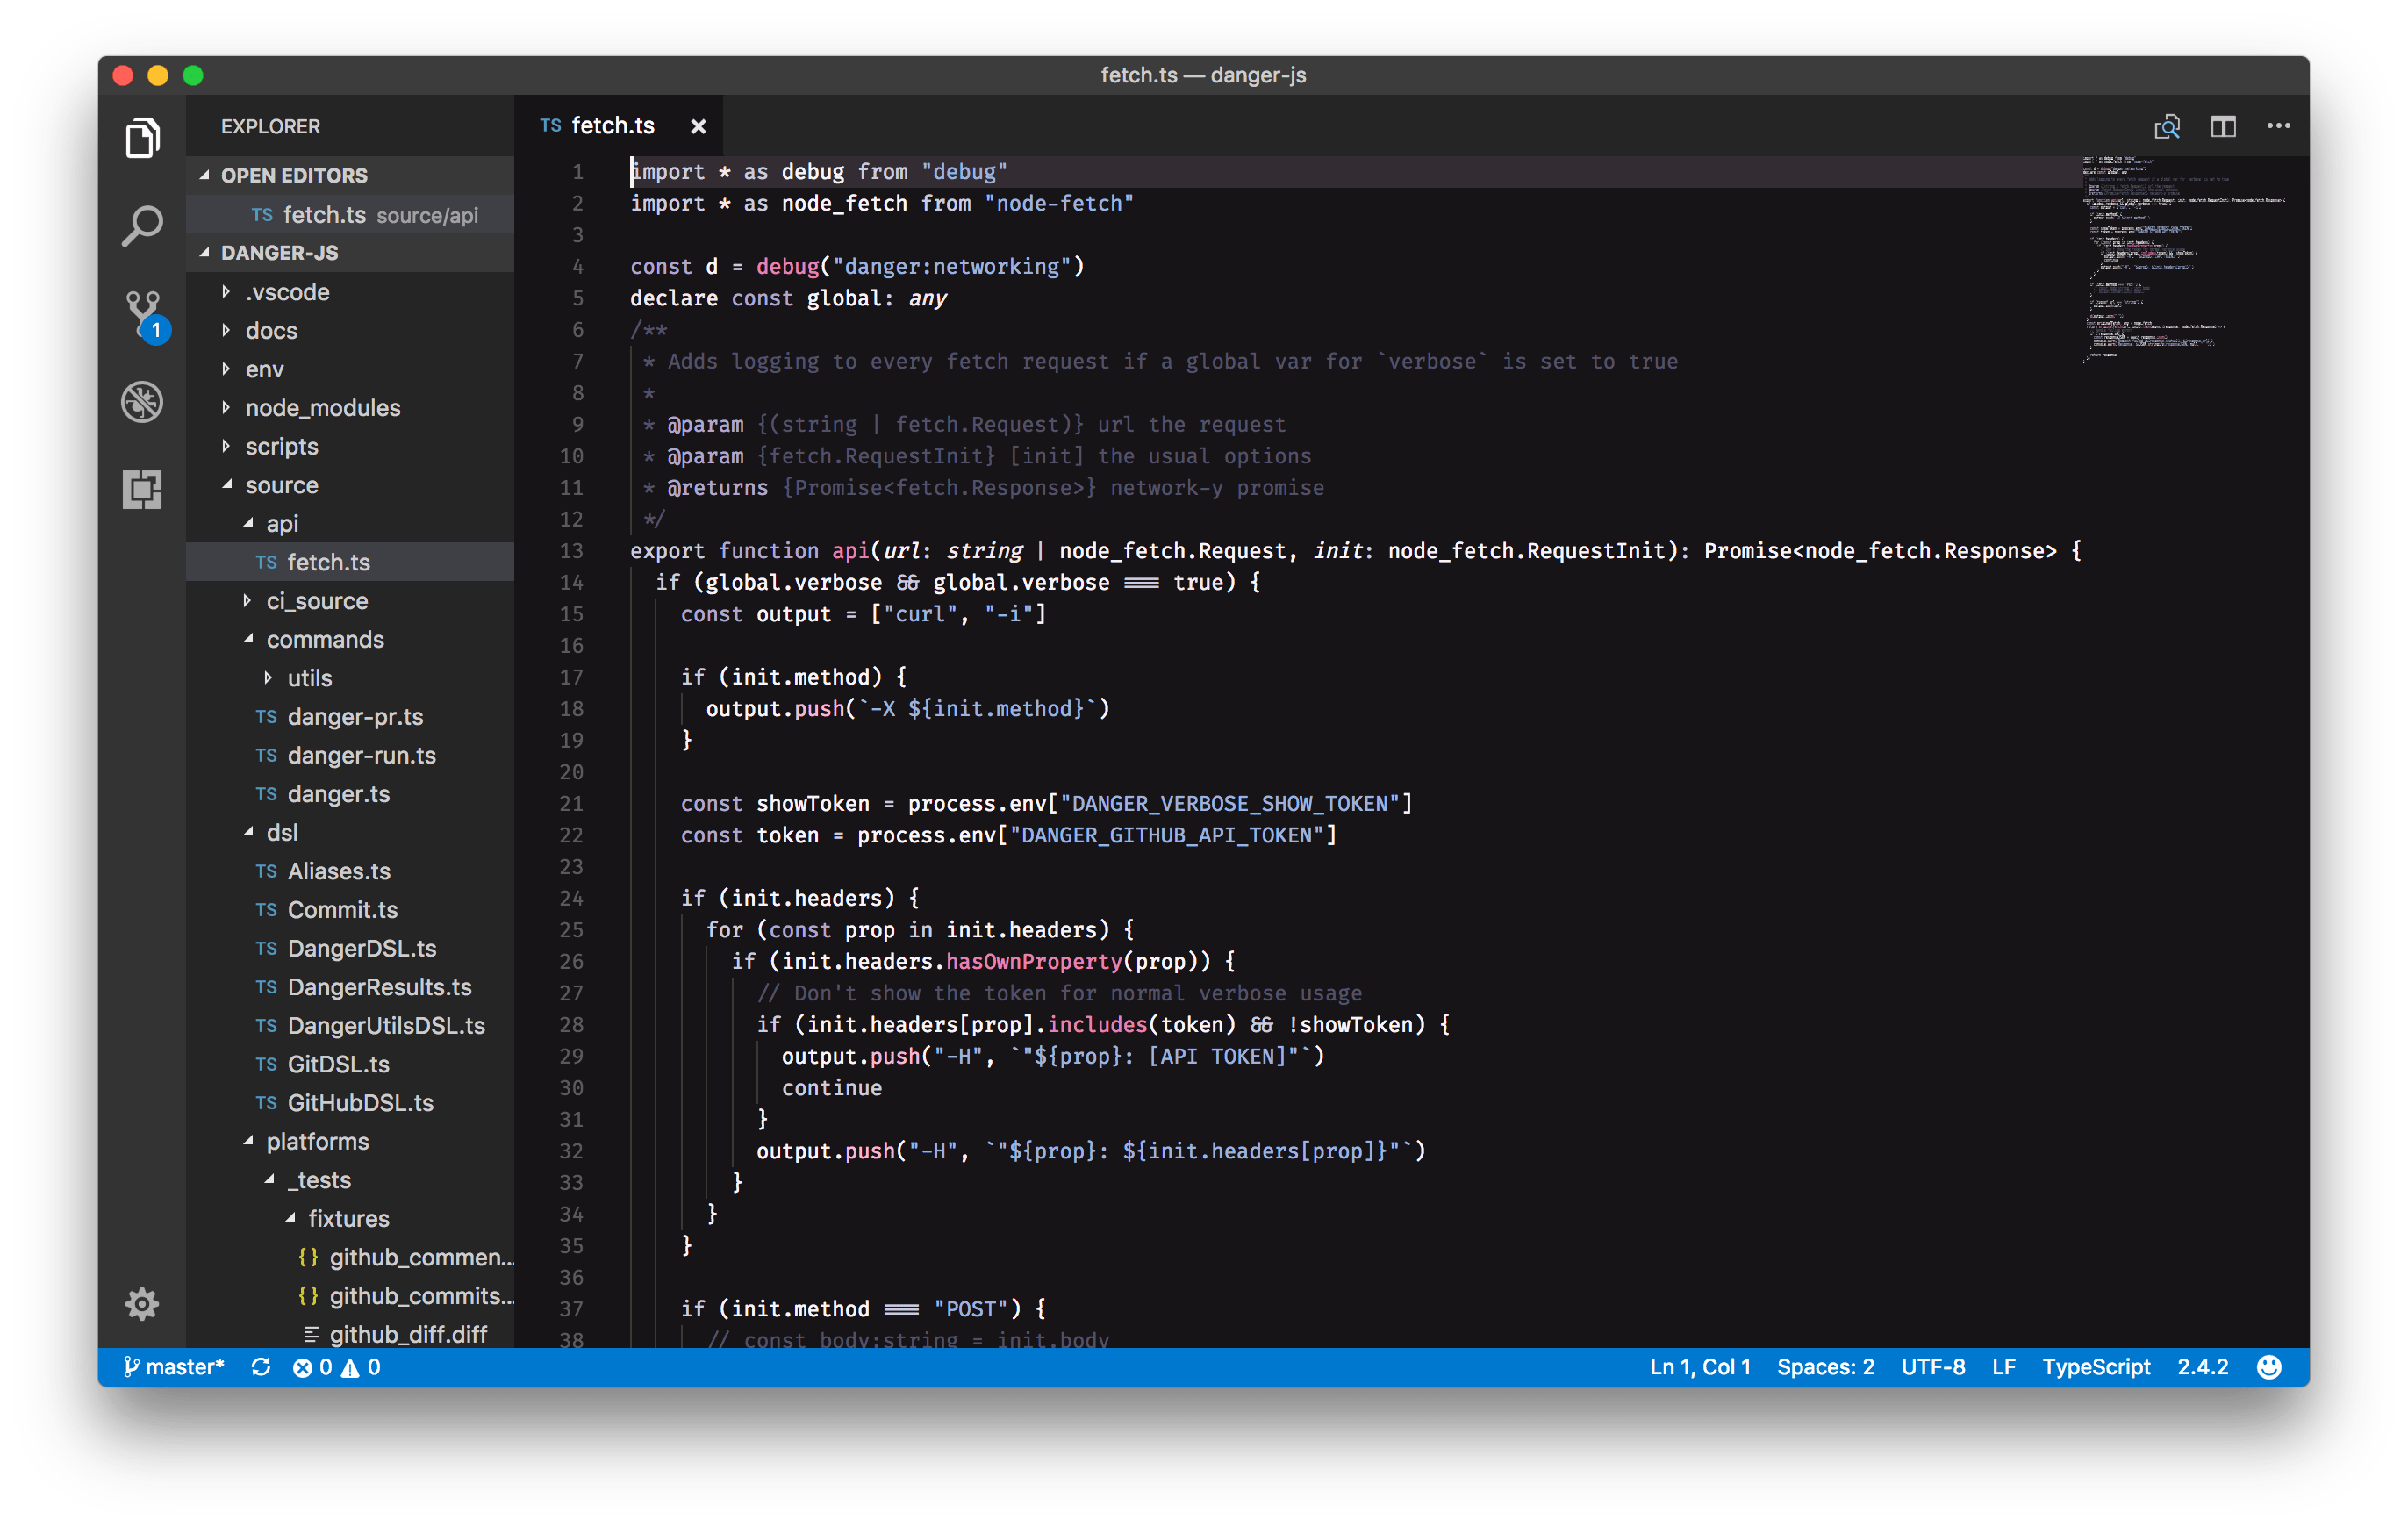 fetch.ts — danger-js
EXPLORER
OPEN EDITORS
TS fetch.ts source/api
DANGER-JS
.vscode
docs
env
node_modules
scripts
source
api
TS fetch.ts
ci_source
commands
utils
TS danger-pr.ts
TS danger-run.ts
TS danger.ts
dsl
TS Aliases.ts
TS Commit.ts
TS DangerDSL.ts
TS DangerResults.ts
TS DangerUtilsDSL.ts
TS GitDSL.ts
TS GitHubDSL.ts
platforms
_tests
fixtures
{} github_commen...
{} github_commits...
github_diff.diff
1
TS fetch.ts
1 import * as debug from "debug"
2 import * as node_fetch from "node-fetch"
3
4 const d = debug("danger:networking")
5 declare const global: any
6 /**
7 * Adds logging to every fetch request if a global var for `verbose` is set to true
8 *
9 * @param {(string | fetch.Request)} url the request
10 * @param {fetch.RequestInit} [init] the usual options
11 * @returns {Promise<fetch.Response>} network-y promise
12 */
13 export function api(url: string | node_fetch.Request, init: node_fetch.RequestInit): Promise<node_fetch.Response> {
14 if (global.verbose && global.verbose === true) {
15 const output = ["curl", "-i"]
16
17 if (init.method) {
18 output.push(`-X ${init.method}`)
19 }
20
21 const showToken = process.env["DANGER_VERBOSE_SHOW_TOKEN"]
22 const token = process.env["DANGER_GITHUB_API_TOKEN"]
23
24 if (init.headers) {
25 for (const prop in init.headers) {
26 if (init.headers.hasOwnProperty(prop)) {
27 // Don't show the token for normal verbose usage
28 if (init.headers[prop].includes(token) && !showToken) {
29 output.push("-H", `"${prop}: [API TOKEN]"`)
30 continue
31 }
32 output.push("-H", `"${prop}: ${init.headers[prop]}"`)
33 }
34 }
35 }
36
37 if (init.method === "POST") {
38 // const body:string = init.body
master* 0 0
Ln 1, Col 1 Spaces: 2 UTF-8 LF TypeScript 2.4.2